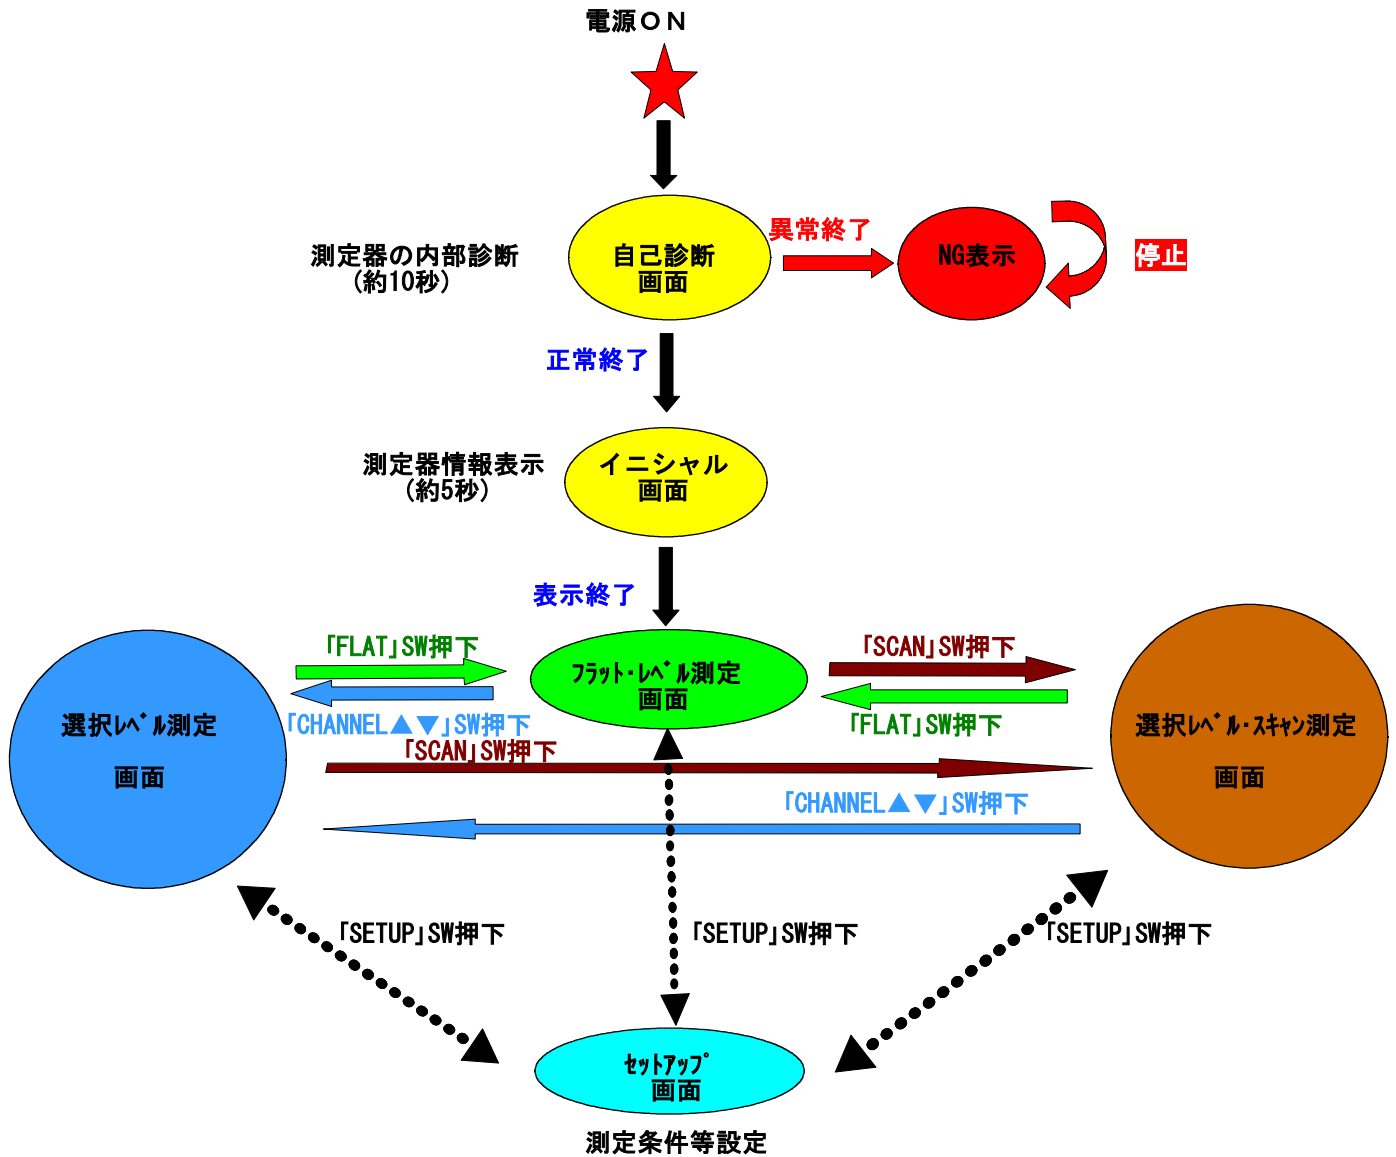 電源ＯＮ
測定器の内部診断
(約10秒)
自己診断
画面
異常終了
NG表示
停止
正常終了
測定器情報表示
(約5秒)
イニシャル
画面
表示終了
「FLAT」SW押下
ﾌﾗｯﾄ･ﾚﾍﾞﾙ測定
画面
「SCAN」SW押下
「CHANNEL▲▼」SW押下
「FLAT」SW押下
選択ﾚﾍﾞﾙ測定
画面
「SCAN」SW押下
選択ﾚﾍﾞﾙ･ｽｷｬﾝ測定
画面
「CHANNEL▲▼」SW押下
「SETUP」SW押下
「SETUP」SW押下
「SETUP」SW押下
ｾｯﾄｱｯﾌﾟ
画面
測定条件等設定